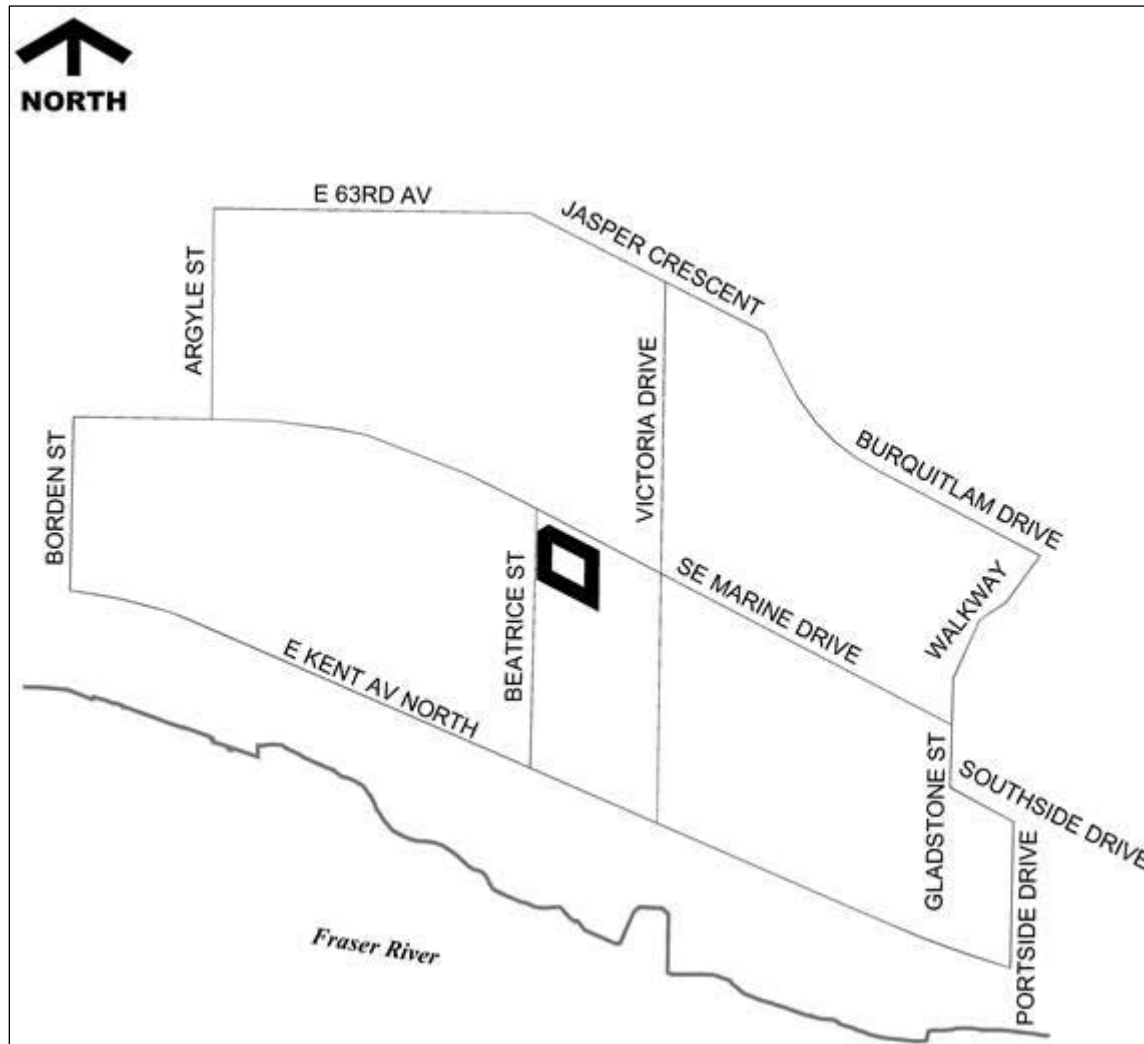 NORTH
E 63RD AV
JASPER CRESCENT
ARGYLE ST
VICTORIA DRIVE
BURQUITLAM DRIVE
BORDEN ST
BEATRICE ST
SE MARINE DRIVE
WALKWAY
E KENT AV NORTH
GLADSTONE ST
SOUTHSIDE DRIVE
PORTSIDE DRIVE
Fraser River